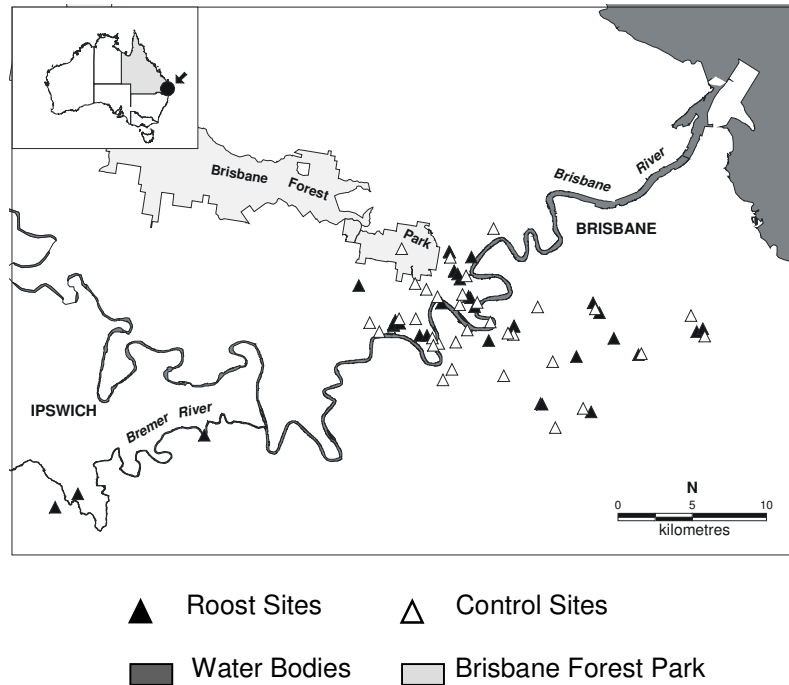 Brisbane Forest Park
Brisbane River
BRISBANE
IPSWICH
Bremer River
N
0 5 10
kilometres
Roost Sites
Control Sites
Water Bodies
Brisbane Forest Park